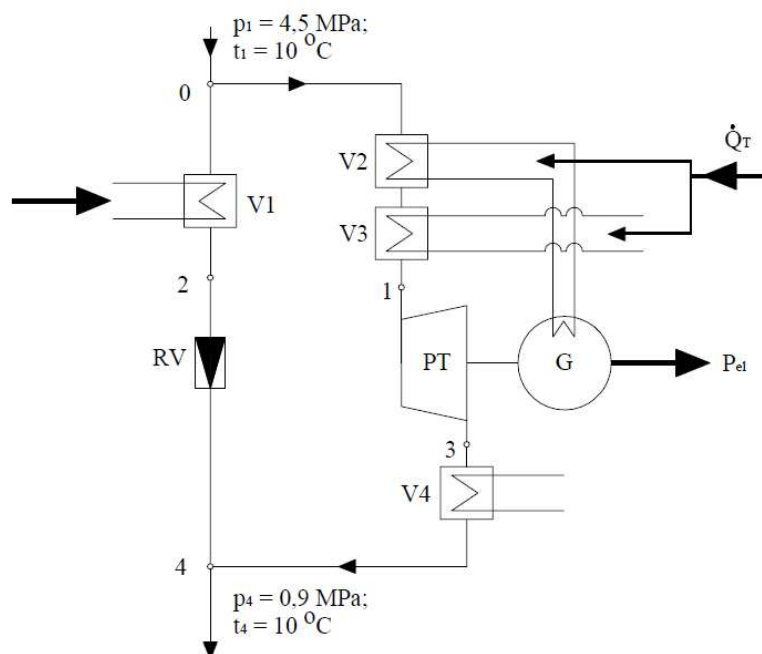 p₁ = 4,5 MPa;
t₁ = 10 °C
0
V2
Q̇T
V1
V3
2
1
RV
PT
G
Pel
3
V4
4
p₄ = 0,9 MPa;
t₄ = 10 °C